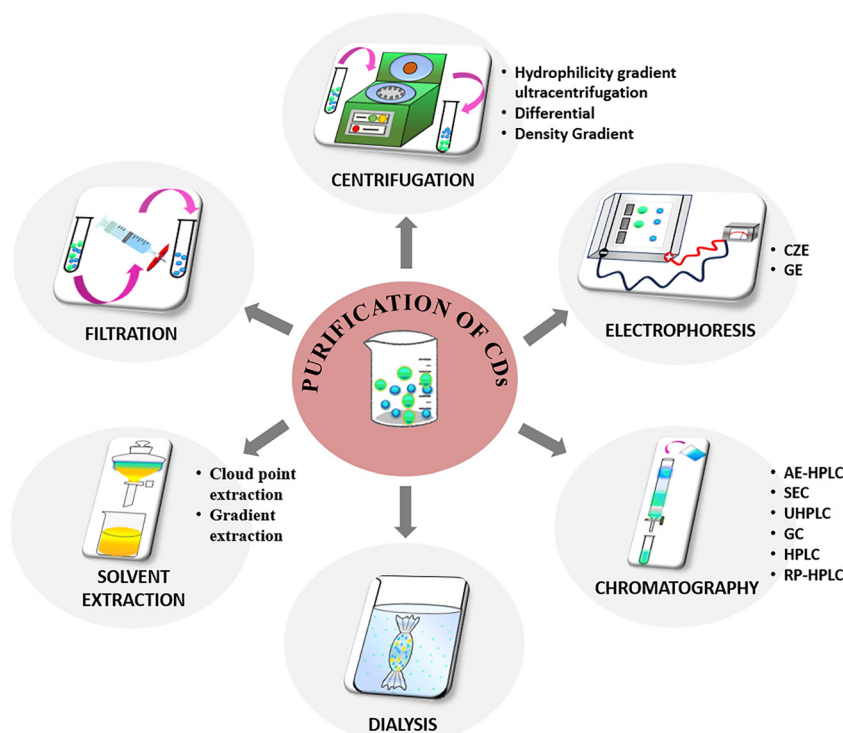 • Hydrophilicity gradient
ultracentrifugation
• Differential
• Density Gradient
CENTRIFUGATION
FILTRATION
• CZE
• GE
ELECTROPHORESIS
PURIFICATION OF CDs
• Cloud point
extraction
• Gradient
extraction
SOLVENT
EXTRACTION
• AE-HPLC
• SEC
• UHPLC
• GC
• HPLC
• RP-HPLC
CHROMATOGRAPHY
DIALYSIS